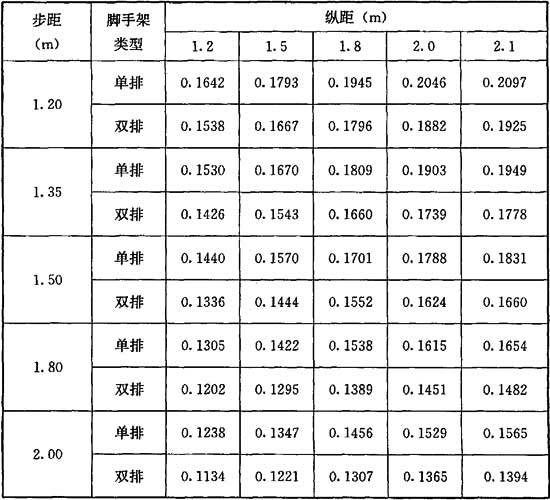 步距 脚手架 纵距（m）
（m） 类型 1.2 1.5 1.8 2.0 2.1
1.20 单排 0.1642 0.1793 0.1945 0.2046 0.2097
双排 0.1538 0.1667 0.1796 0.1882 0.1925
1.35 单排 0.1530 0.1670 0.1809 0.1903 0.1949
双排 0.1426 0.1543 0.1660 0.1739 0.1778
1.50 单排 0.1440 0.1570 0.1701 0.1788 0.1831
双排 0.1336 0.1444 0.1552 0.1624 0.1660
1.80 单排 0.1305 0.1422 0.1538 0.1615 0.1654
双排 0.1202 0.1295 0.1389 0.1451 0.1482
2.00 单排 0.1238 0.1347 0.1456 0.1529 0.1565
双排 0.1134 0.1221 0.1307 0.1365 0.1394